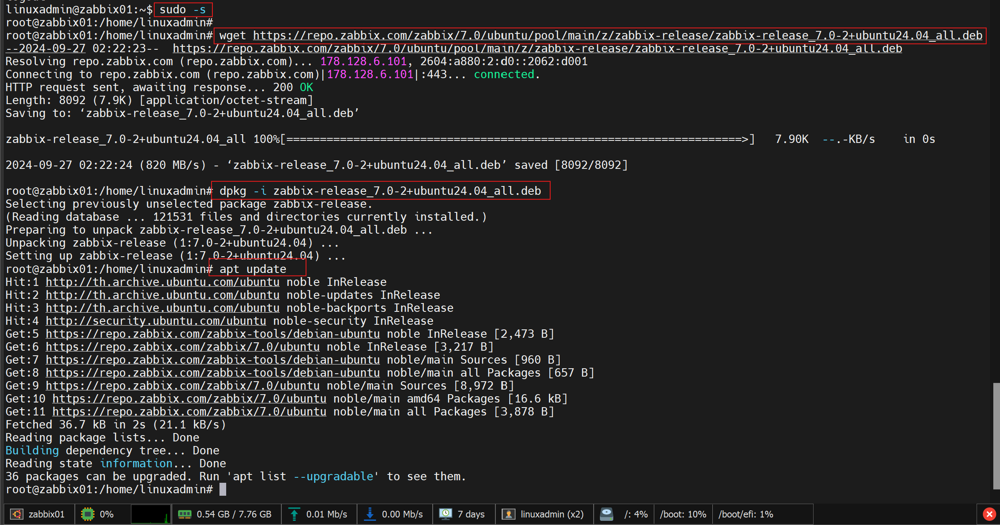 linuxadmin@zabbix01:~$ sudo -s
root@zabbix01:/home/linuxadmin#
root@zabbix01:/home/linuxadmin# wget https://repo.zabbix.com/zabbix/7.0/ubuntu/pool/main/z/zabbix-release/zabbix-release_7.0-2+ubuntu24.04_all.deb
--2024-09-27 02:22:23--  https://repo.zabbix.com/zabbix/7.0/ubuntu/pool/main/z/zabbix-release/zabbix-release_7.0-2+ubuntu24.04_all.deb
Resolving repo.zabbix.com (repo.zabbix.com)... 178.128.6.101, 2604:a880:2:d0::2062:d001
Connecting to repo.zabbix.com (repo.zabbix.com)|178.128.6.101|:443... connected.
HTTP request sent, awaiting response... 200 OK
Length: 8092 (7.9K) [application/octet-stream]
Saving to: ‘zabbix-release_7.0-2+ubuntu24.04_all.deb’
zabbix-release_7.0-2+ubuntu24.04_all 100%[====================================================================>]   7.90K  --.-KB/s    in 0s
2024-09-27 02:22:24 (820 MB/s) - ‘zabbix-release_7.0-2+ubuntu24.04_all.deb’ saved [8092/8092]
root@zabbix01:/home/linuxadmin# dpkg -i zabbix-release_7.0-2+ubuntu24.04_all.deb
Selecting previously unselected package zabbix-release.
(Reading database ... 121531 files and directories currently installed.)
Preparing to unpack zabbix-release_7.0-2+ubuntu24.04_all.deb ...
Unpacking zabbix-release (1:7.0-2+ubuntu24.04) ...
Setting up zabbix-release (1:7.0-2+ubuntu24.04) ...
root@zabbix01:/home/linuxadmin# apt update
Hit:1 http://th.archive.ubuntu.com/ubuntu noble InRelease
Hit:2 http://th.archive.ubuntu.com/ubuntu noble-updates InRelease
Hit:3 http://th.archive.ubuntu.com/ubuntu noble-backports InRelease
Hit:4 http://security.ubuntu.com/ubuntu noble-security InRelease
Get:5 https://repo.zabbix.com/zabbix-tools/debian-ubuntu noble InRelease [2,473 B]
Get:6 https://repo.zabbix.com/zabbix/7.0/ubuntu noble InRelease [3,217 B]
Get:7 https://repo.zabbix.com/zabbix-tools/debian-ubuntu noble/main Sources [960 B]
Get:8 https://repo.zabbix.com/zabbix-tools/debian-ubuntu noble/main all Packages [657 B]
Get:9 https://repo.zabbix.com/zabbix/7.0/ubuntu noble/main Sources [8,972 B]
Get:10 https://repo.zabbix.com/zabbix/7.0/ubuntu noble/main amd64 Packages [16.6 kB]
Get:11 https://repo.zabbix.com/zabbix/7.0/ubuntu noble/main all Packages [3,878 B]
Fetched 36.7 kB in 2s (21.1 kB/s)
Reading package lists... Done
Building dependency tree... Done
Reading state information... Done
36 packages can be upgraded. Run 'apt list --upgradable' to see them.
root@zabbix01:/home/linuxadmin#
zabbix01 0% 0.54 GB / 7.76 GB 0.01 Mb/s 0.00 Mb/s 7 days linuxadmin (x2) /: 4% /boot: 10% /boot/efi: 1%